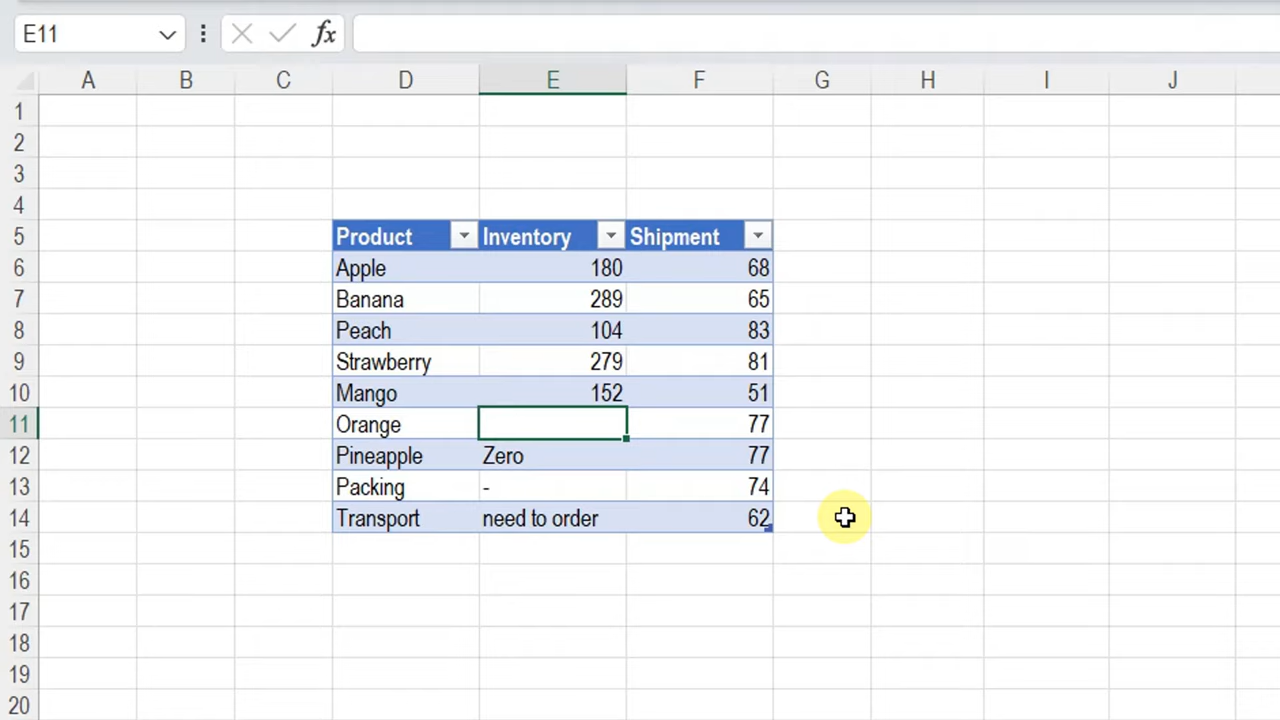 E11 fx
A B C D E F G H I J
1
2
3
4
5 Product Inventory Shipment
6 Apple 180 68
7 Banana 289 65
8 Peach 104 83
9 Strawberry 279 81
10 Mango 152 51
11 Orange 77
12 Pineapple Zero 77
13 Packing - 74
14 Transport need to order 62
15
16
17
18
19
20